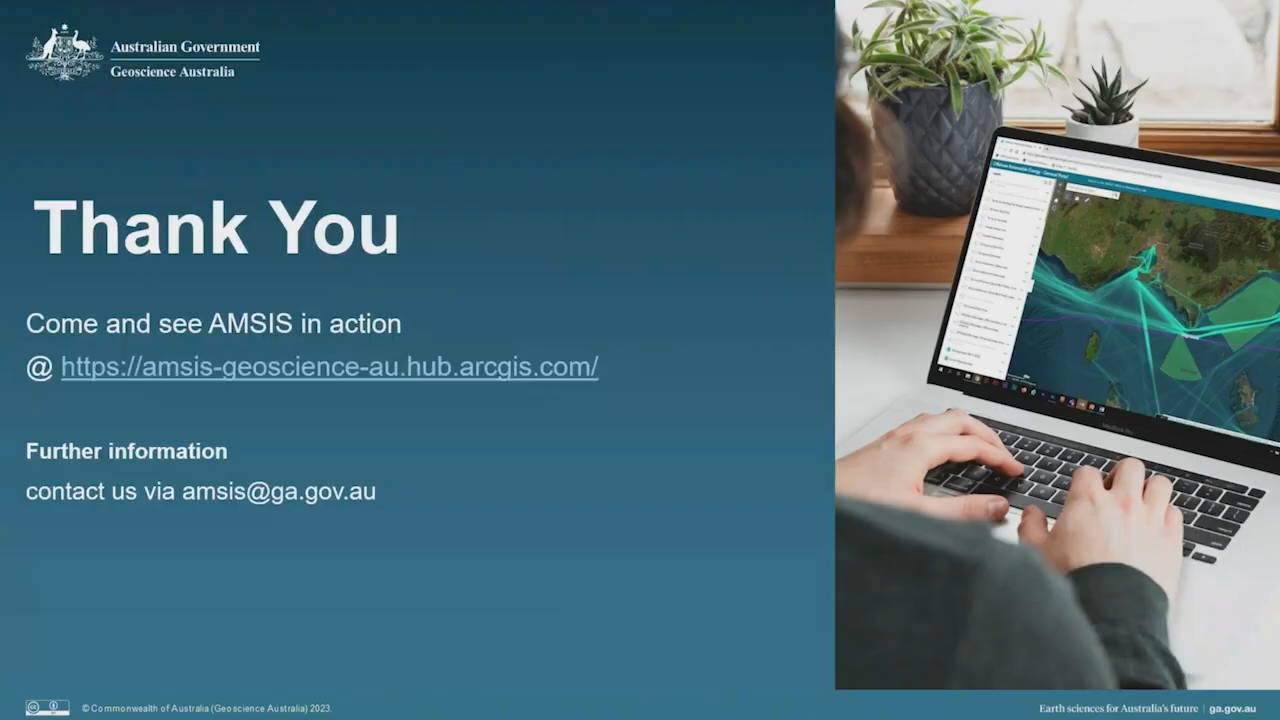 Australian Government
Geoscience Australia
Thank You
Come and see AMSIS in action
@ https://amsis-geoscience-au.hub.arcgis.com/
Further information
contact us via amsis@ga.gov.au
MacBook Pro
© Commonwealth of Australia (Geoscience Australia) 2023.
Earth sciences for Australia's future | ga.gov.au